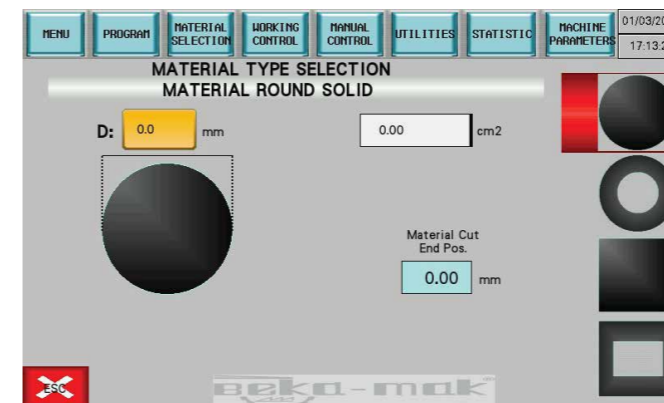 MENU
PROGRAM
MATERIAL
SELECTION
WORKING
CONTROL
MANUAL
CONTROL
UTILITIES
STATISTIC
MACHINE
PARAMETERS
01/03/20
17:13:2
MATERIAL TYPE SELECTION
MATERIAL ROUND SOLID
D: 0.0 mm
0.00 cm2
Material Cut
End Pos.
0.00 mm
ESC
beka-mak